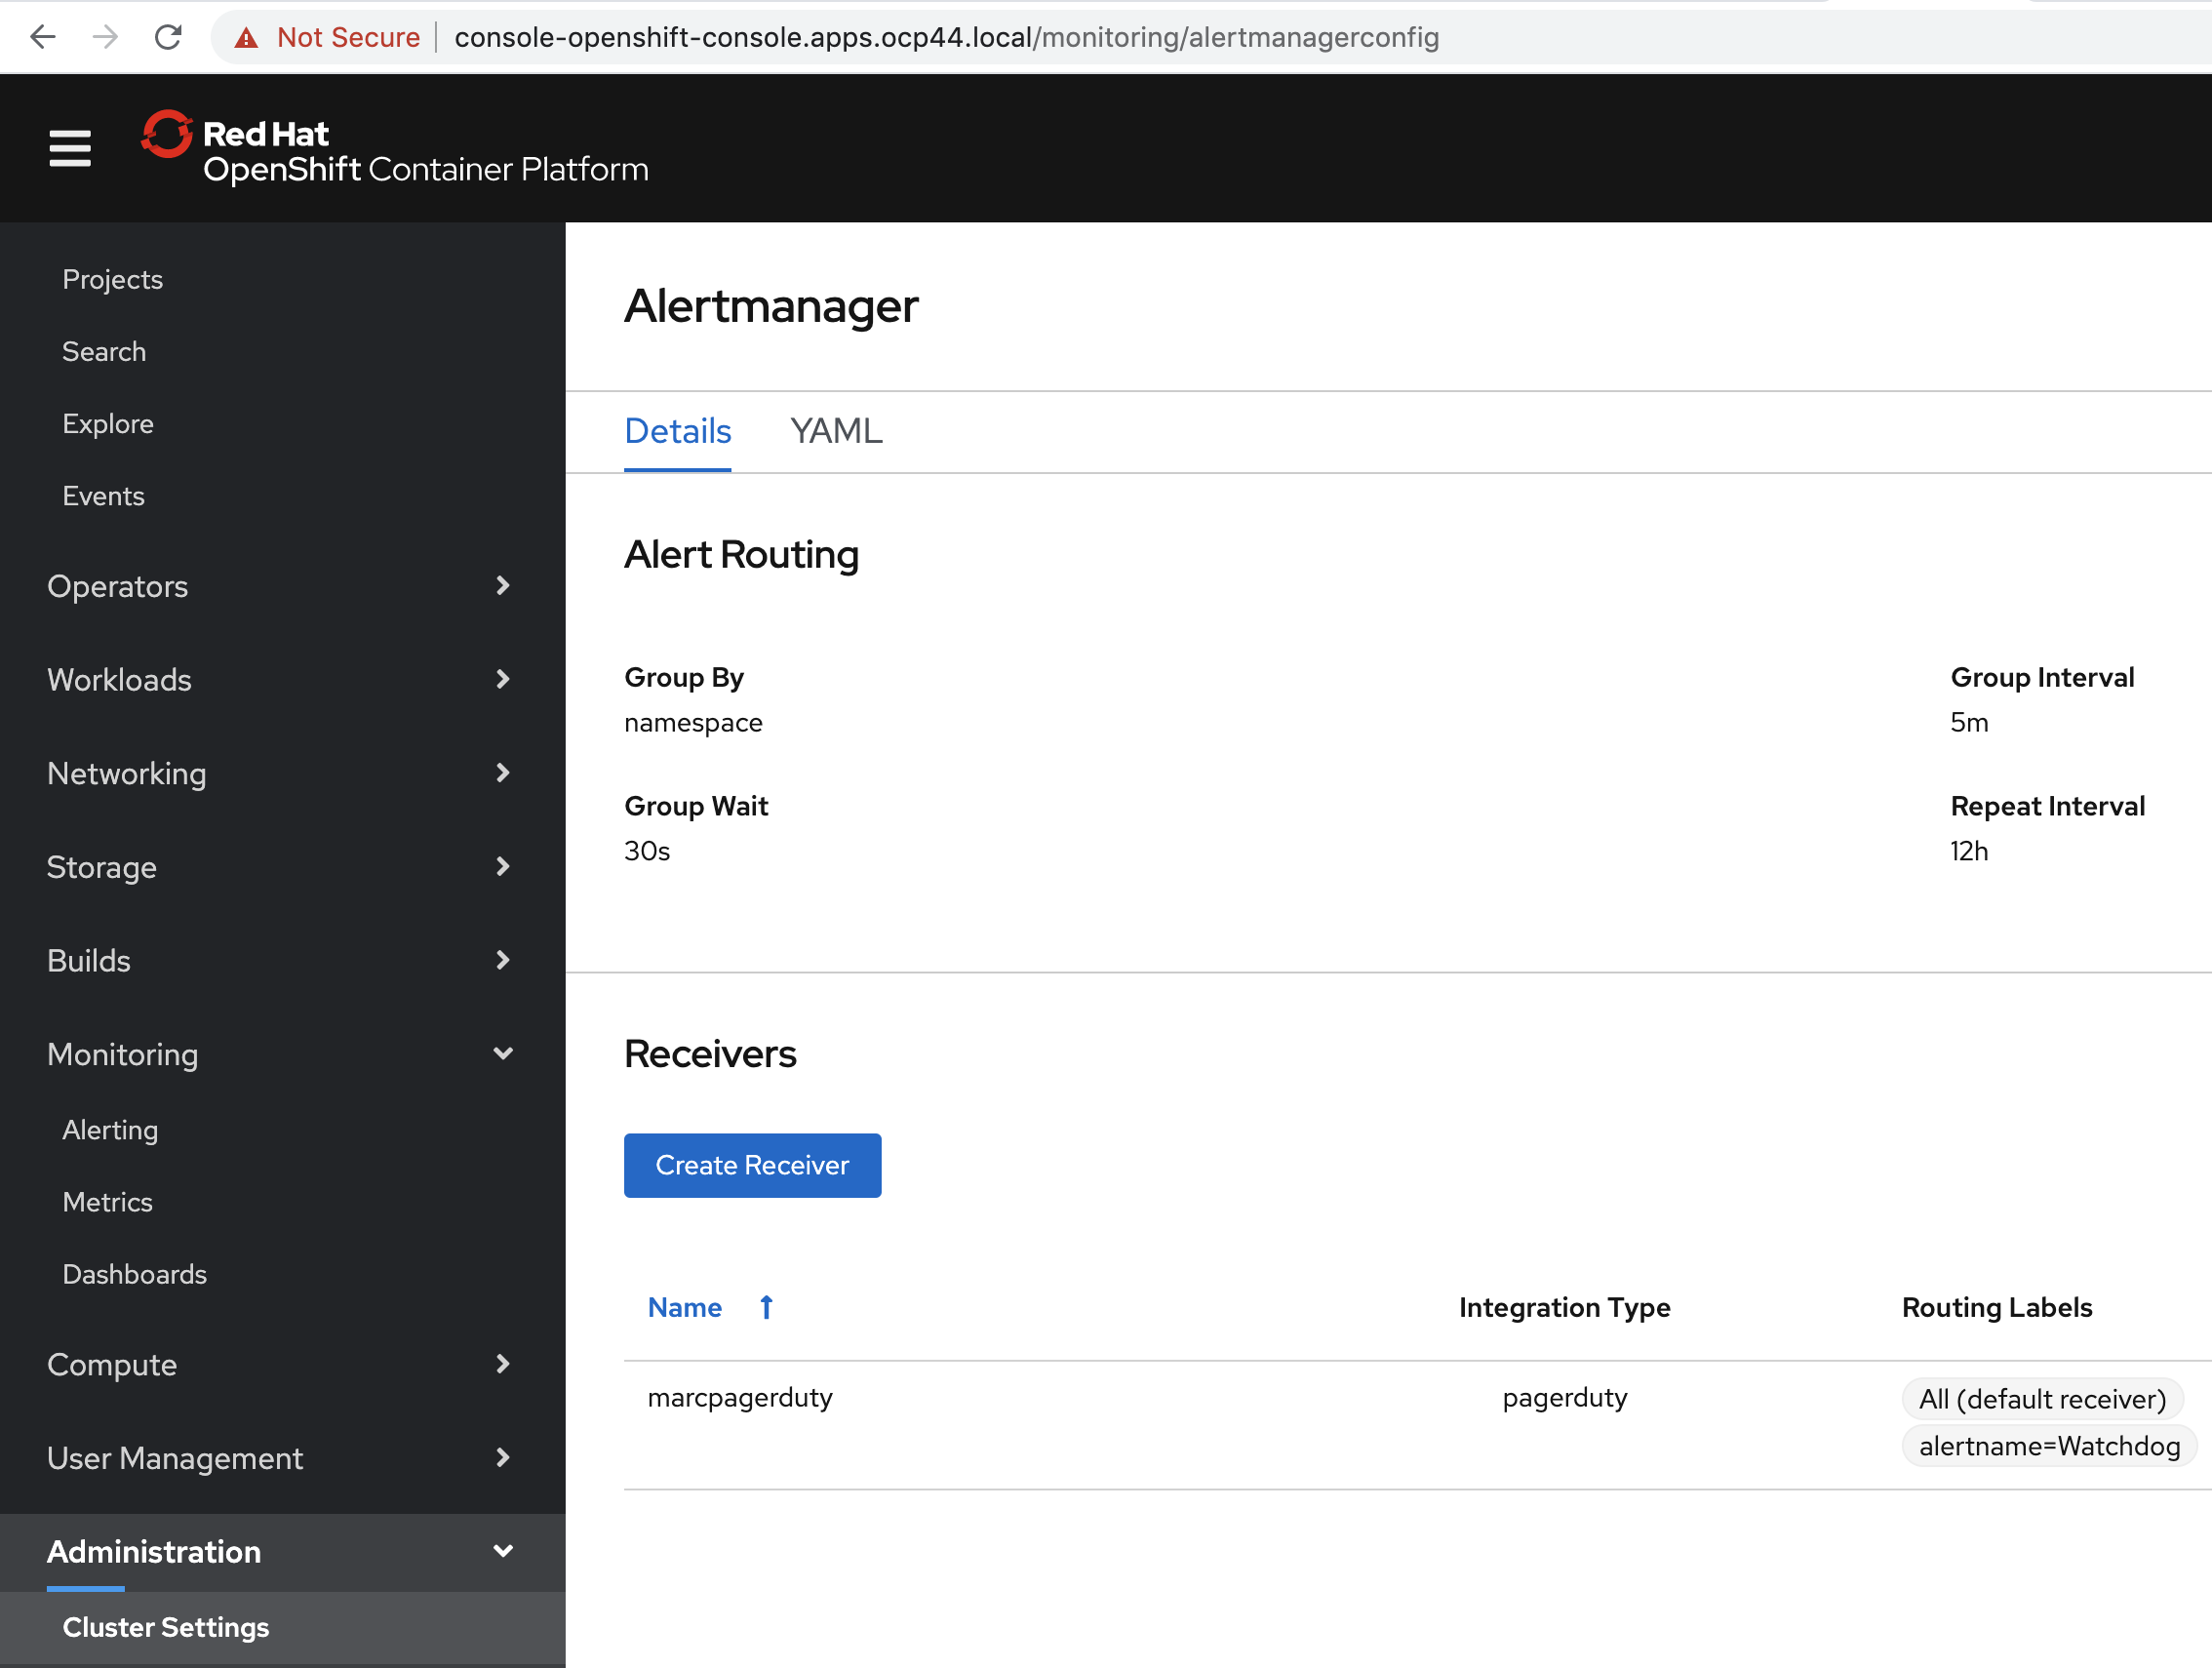 Not Secure
console-openshift-console.apps.ocp44.local/monitoring/alertmanagerconfig
Red Hat
OpenShift Container Platform
Projects
Search
Explore
Events
Operators
Workloads
Networking
Storage
Builds
Monitoring
Alerting
Metrics
Dashboards
Compute
User Management
Administration
Cluster Settings
Alertmanager
Details YAML
Alert Routing
Group By Group Interval
namespace 5m
Group Wait Repeat Interval
30s 12h
Receivers
Create Receiver
Name Integration Type Routing Labels
marcpagerduty pagerduty All (default receiver)
alertname=Watchdog